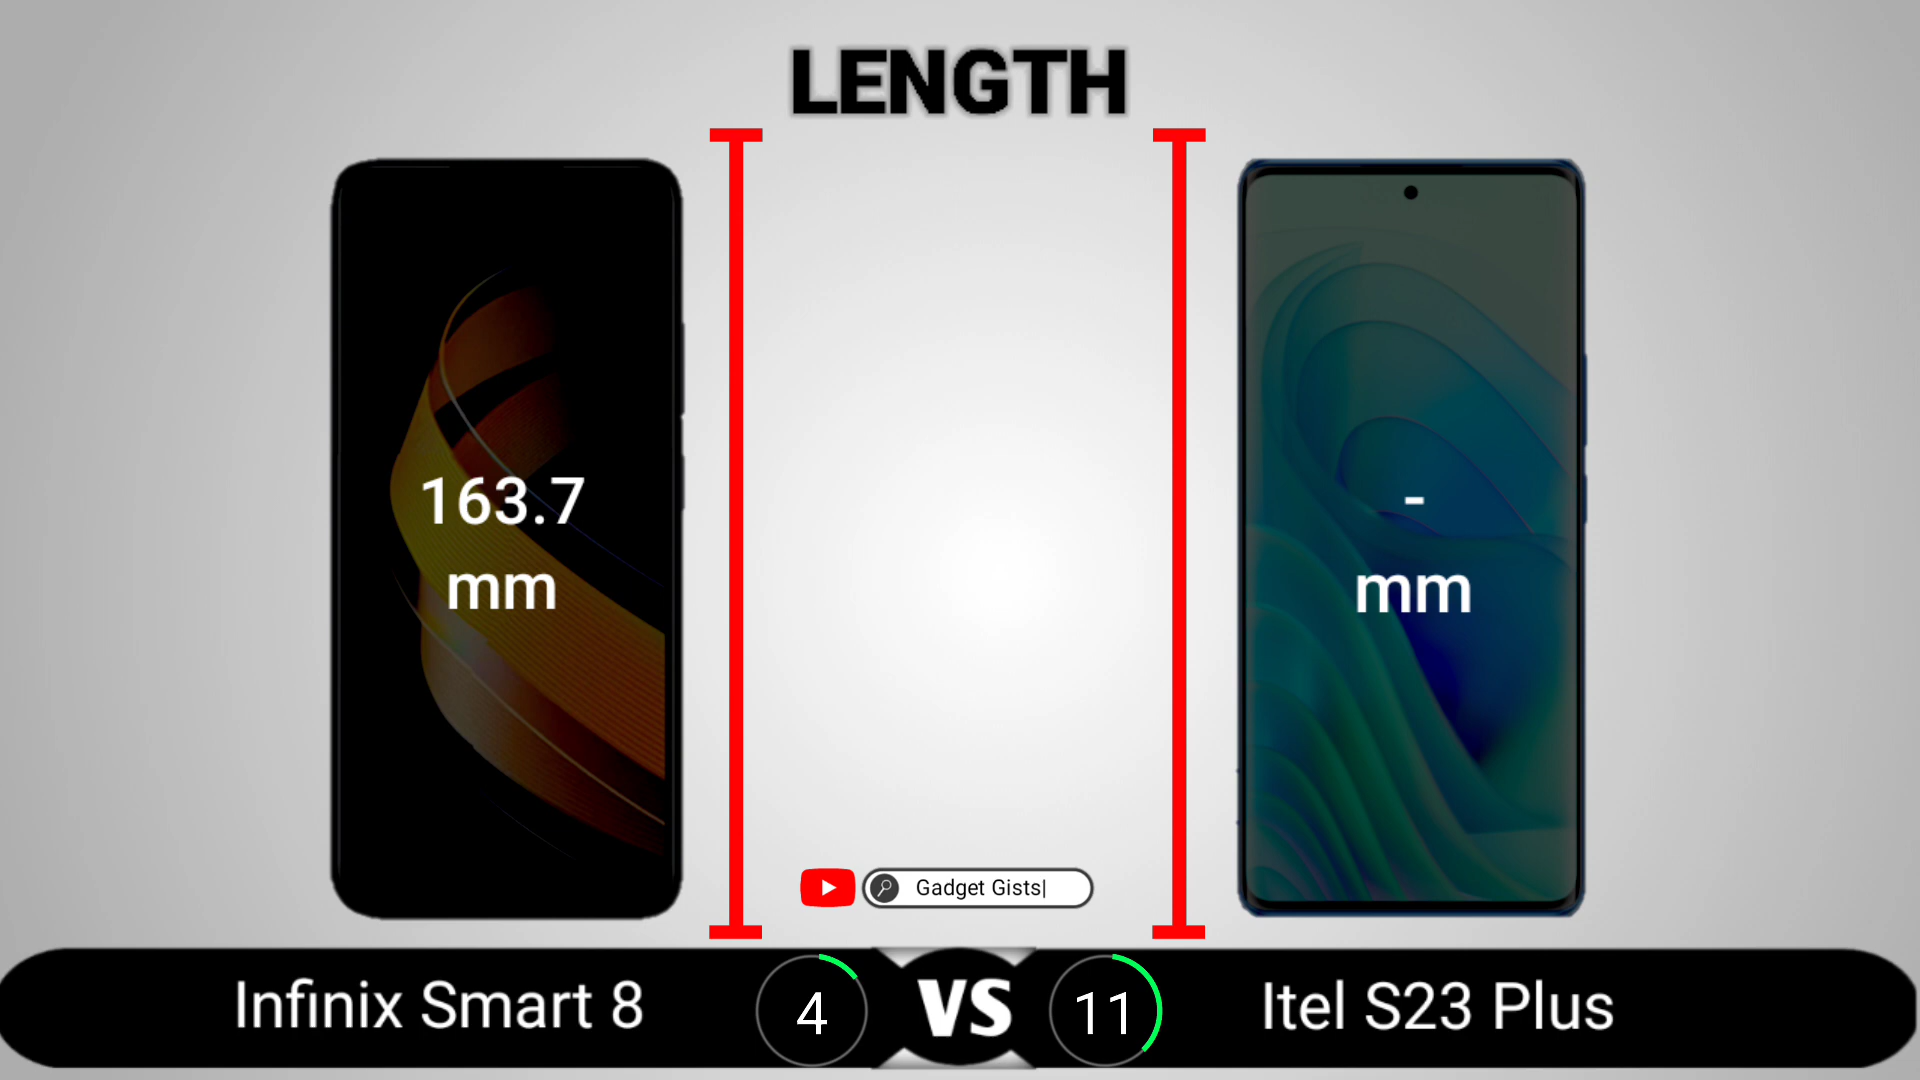 LENGTH
163.7
mm
-
mm
Gadget Gists|
Infinix Smart 8
4
VS
11
Itel S23 Plus